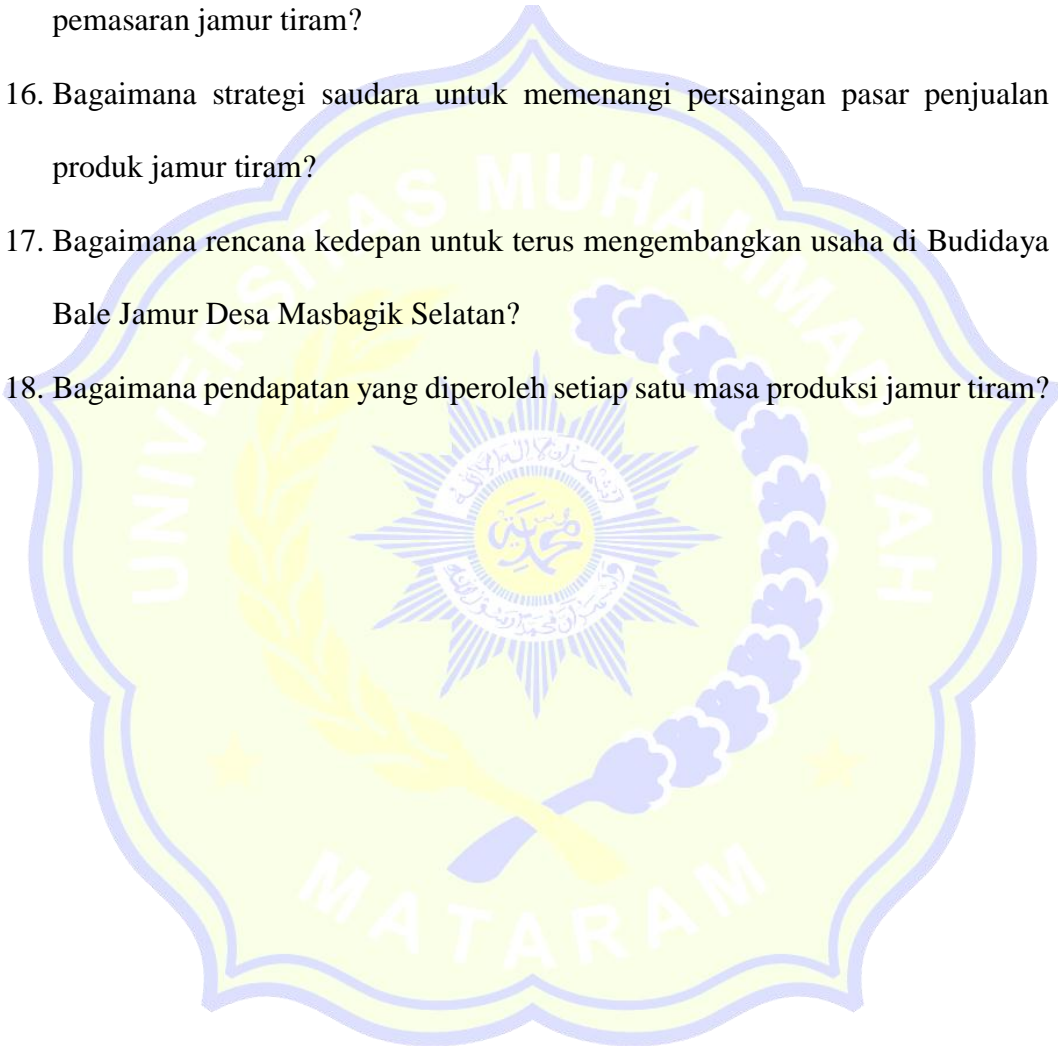 pemasaran jamur tiram?
16. Bagaimana strategi saudara untuk memenangi persaingan pasar penjualan
produk jamur tiram?
17. Bagaimana rencana kedepan untuk terus mengembangkan usaha di Budidaya
Bale Jamur Desa Masbagik Selatan?
18. Bagaimana pendapatan yang diperoleh setiap satu masa produksi jamur tiram?
UNIVERSITAS MUHAMMADIYAH
MATARAM